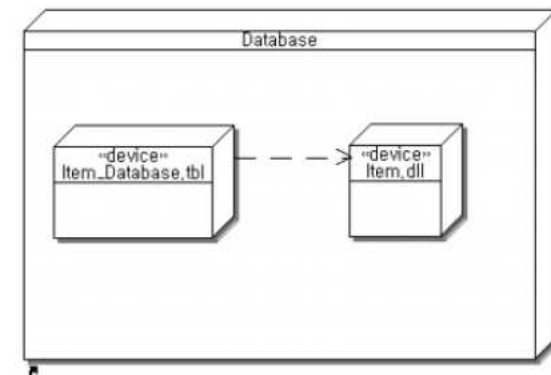 Database
«device»
Item_Database,tbl
«device»
Item,dll